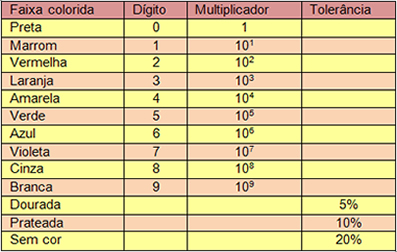 Faixa colorida Dígito Multiplicador Tolerância
Preta 0 1
Marrom 1 10¹
Vermelha 2 10²
Laranja 3 10³
Amarela 4 10⁴
Verde 5 10⁵
Azul 6 10⁶
Violeta 7 10⁷
Cinza 8 10⁸
Branca 9 10⁹
Dourada 5%
Prateada 10%
Sem cor 20%